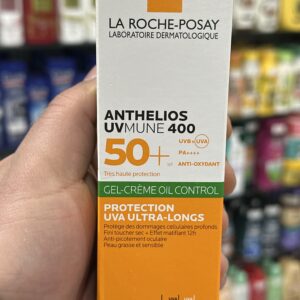 LA ROCHE-POSAY
LABORATOIRE DERMATOLOGIQUE
ANTHELIOS
UVMUNE 400
50+
UVB + UVA
PA++++
ANTI-OXYDANT
Très haute protection
GEL-CRÈME OIL CONTROL
PROTECTION
UVA ULTRA-LONGS
Protège des dommages cellulaires profonds
Fini toucher sec + Effet matifiant 12h
Anti-picotement oculaire
Peau grasse et sensible